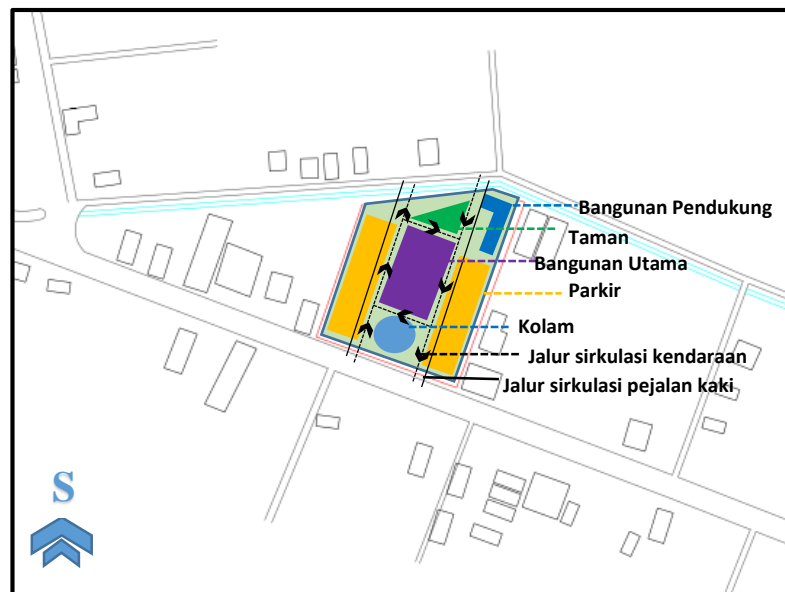 Bangunan Pendukung
Taman
Bangunan Utama
Parkir
Kolam
Jalur sirkulasi kendaraan
Jalur sirkulasi pejalan kaki
S